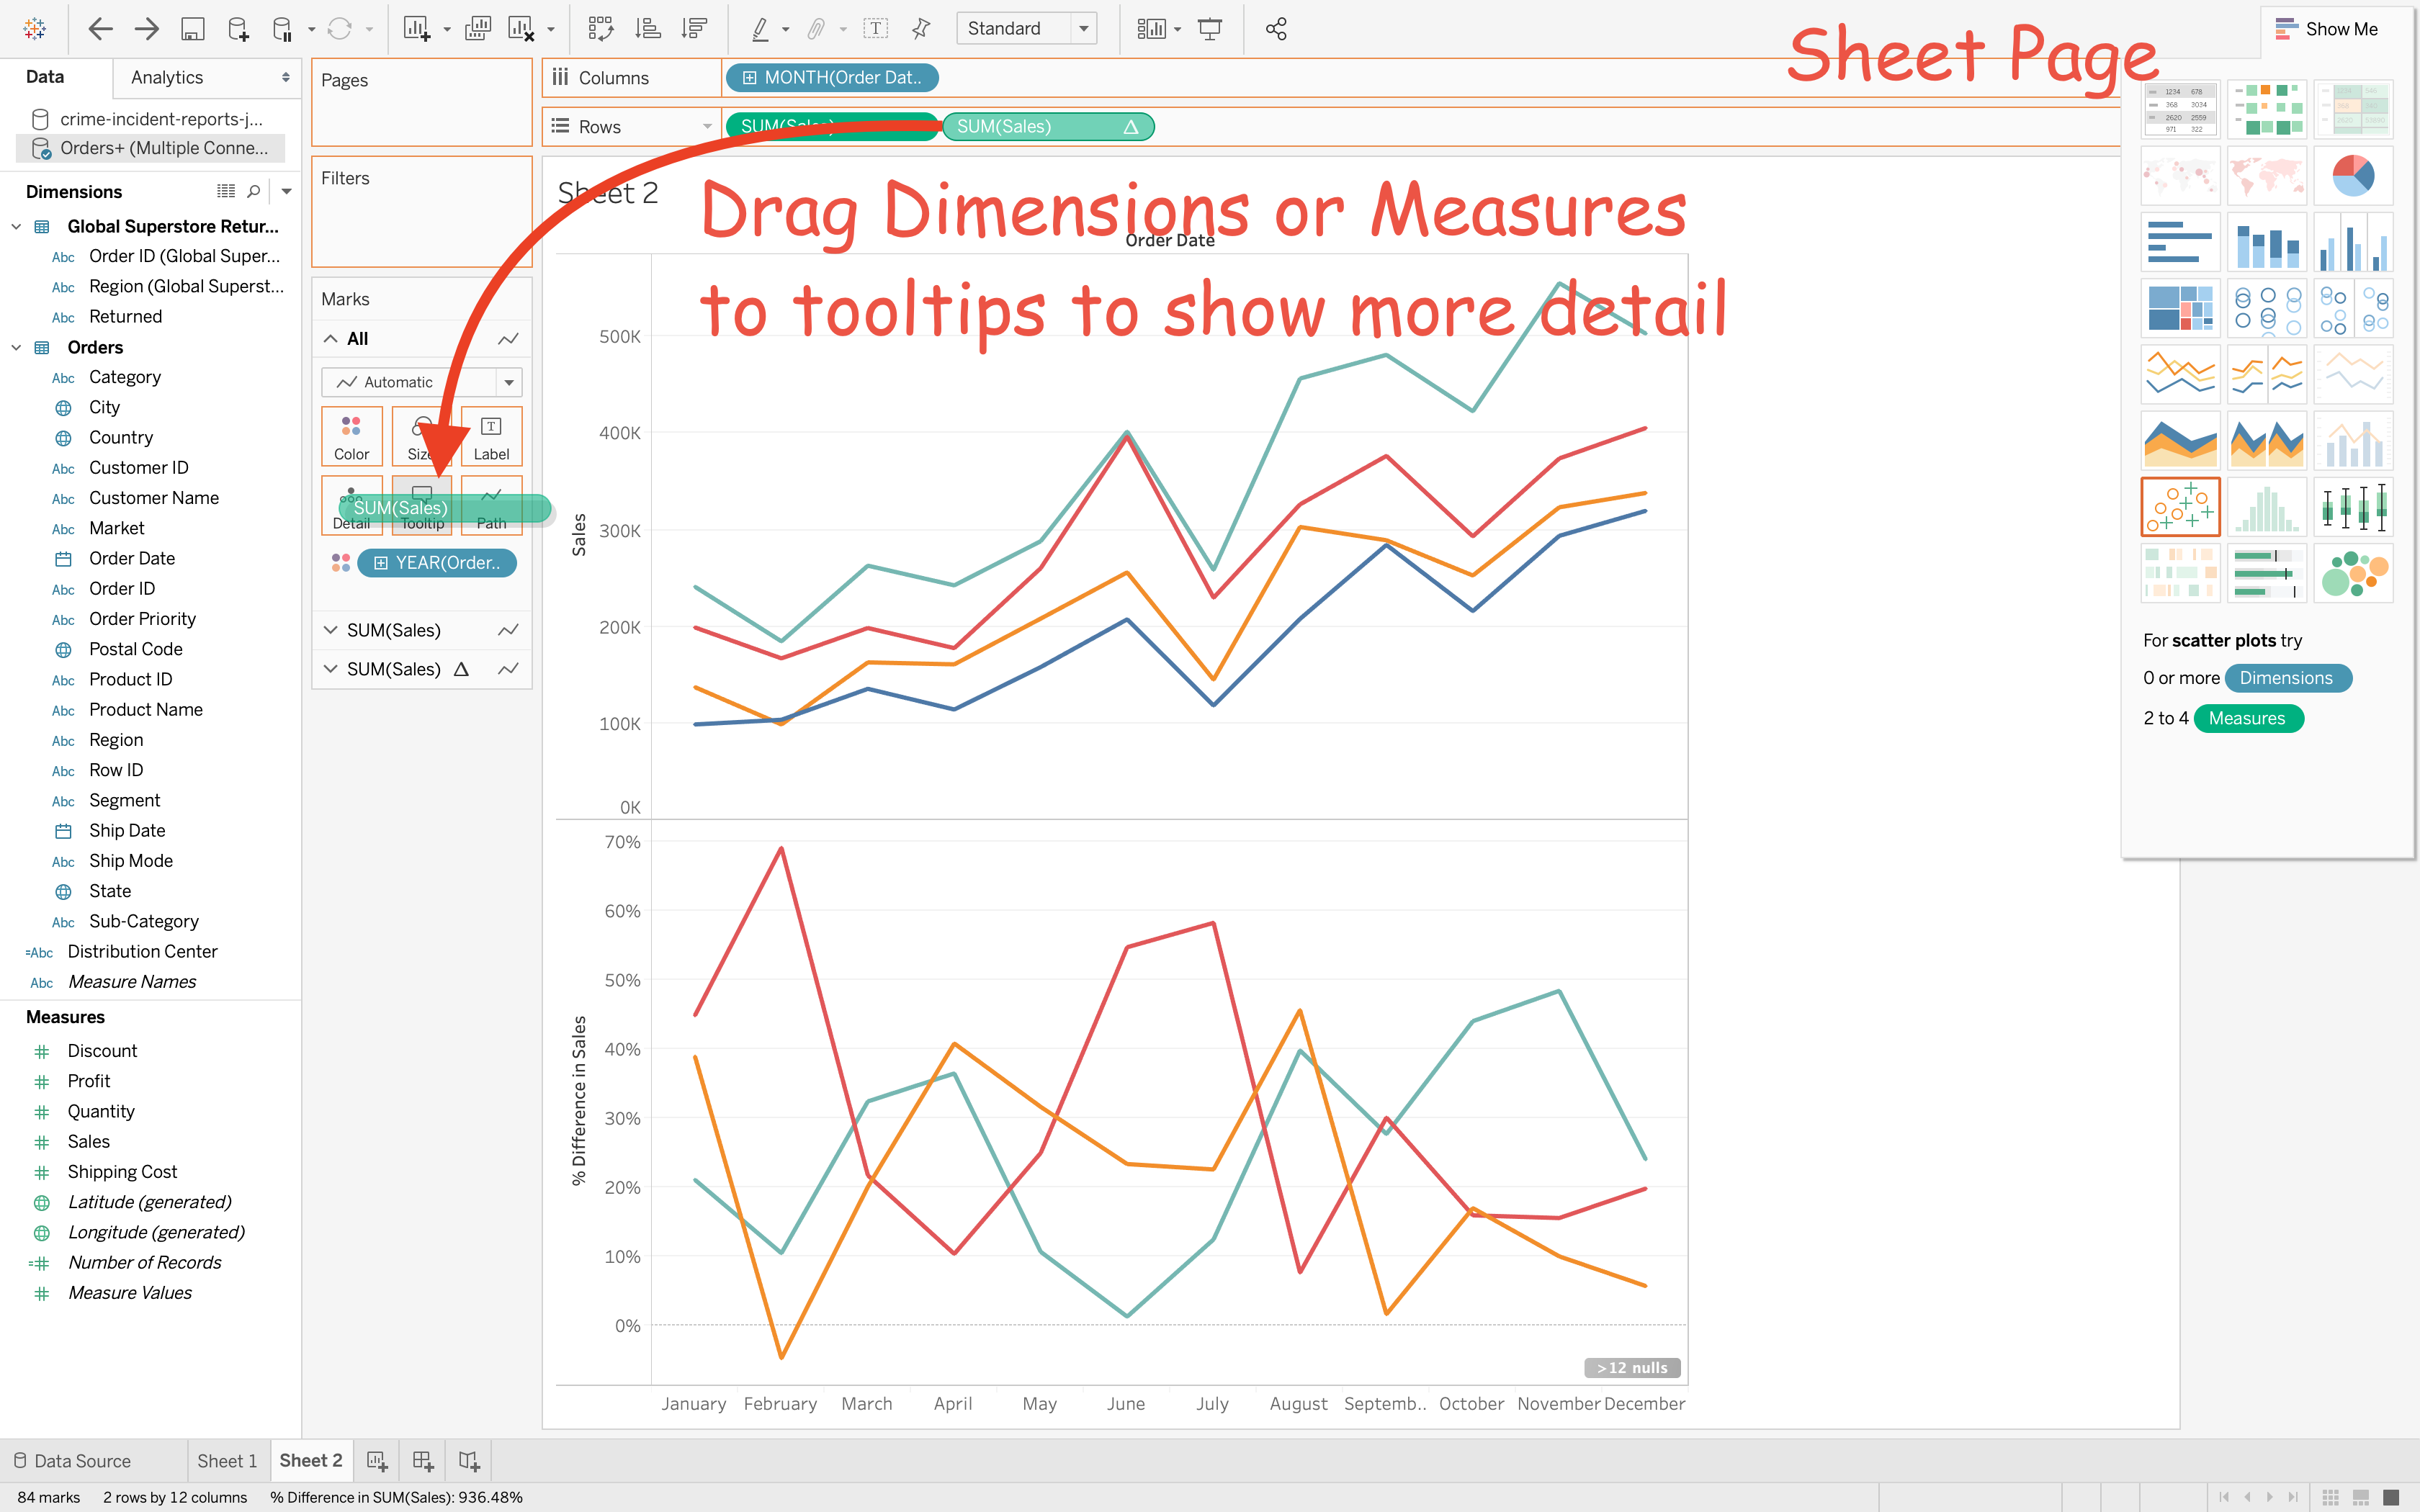 Standard
Show Me
Sheet Page
Data
Analytics
crime-incident-reports-j...
Orders+ (Multiple Conne...
Dimensions
Global Superstore Retur...
Abc Order ID (Global Super...
Abc Region (Global Superst...
Abc Returned
Orders
Abc Category
City
Country
Abc Customer ID
Abc Customer Name
Abc Market
Order Date
Abc Order ID
Abc Order Priority
Postal Code
Abc Product ID
Abc Product Name
Abc Region
Abc Row ID
Abc Segment
Ship Date
Abc Ship Mode
State
Abc Sub-Category
=Abc Distribution Center
Abc Measure Names
Measures
# Discount
# Profit
# Quantity
# Sales
# Shipping Cost
Latitude (generated)
Longitude (generated)
=# Number of Records
# Measure Values
Pages
Filters
Marks
All
Automatic
Color
Size
Label
Detail
Tooltip
Path
SUM(Sales)
YEAR(Order..
SUM(Sales)
SUM(Sales) Δ
Columns
MONTH(Order Dat..
Rows
SUM(Sales)
SUM(Sales) Δ
Sheet 2
Drag Dimensions or Measures
to tooltips to show more detail
Order Date
Sales
500K
400K
300K
200K
100K
0K
% Difference in Sales
70%
60%
50%
40%
30%
20%
10%
0%
>12 nulls
January February March April May June July August Septemb.. October November December
1234 678
368 3034
2620 2559
971 322
For scatter plots try
0 or more Dimensions
2 to 4 Measures
Data Source
Sheet 1
Sheet 2
84 marks 2 rows by 12 columns % Difference in SUM(Sales): 936.48%